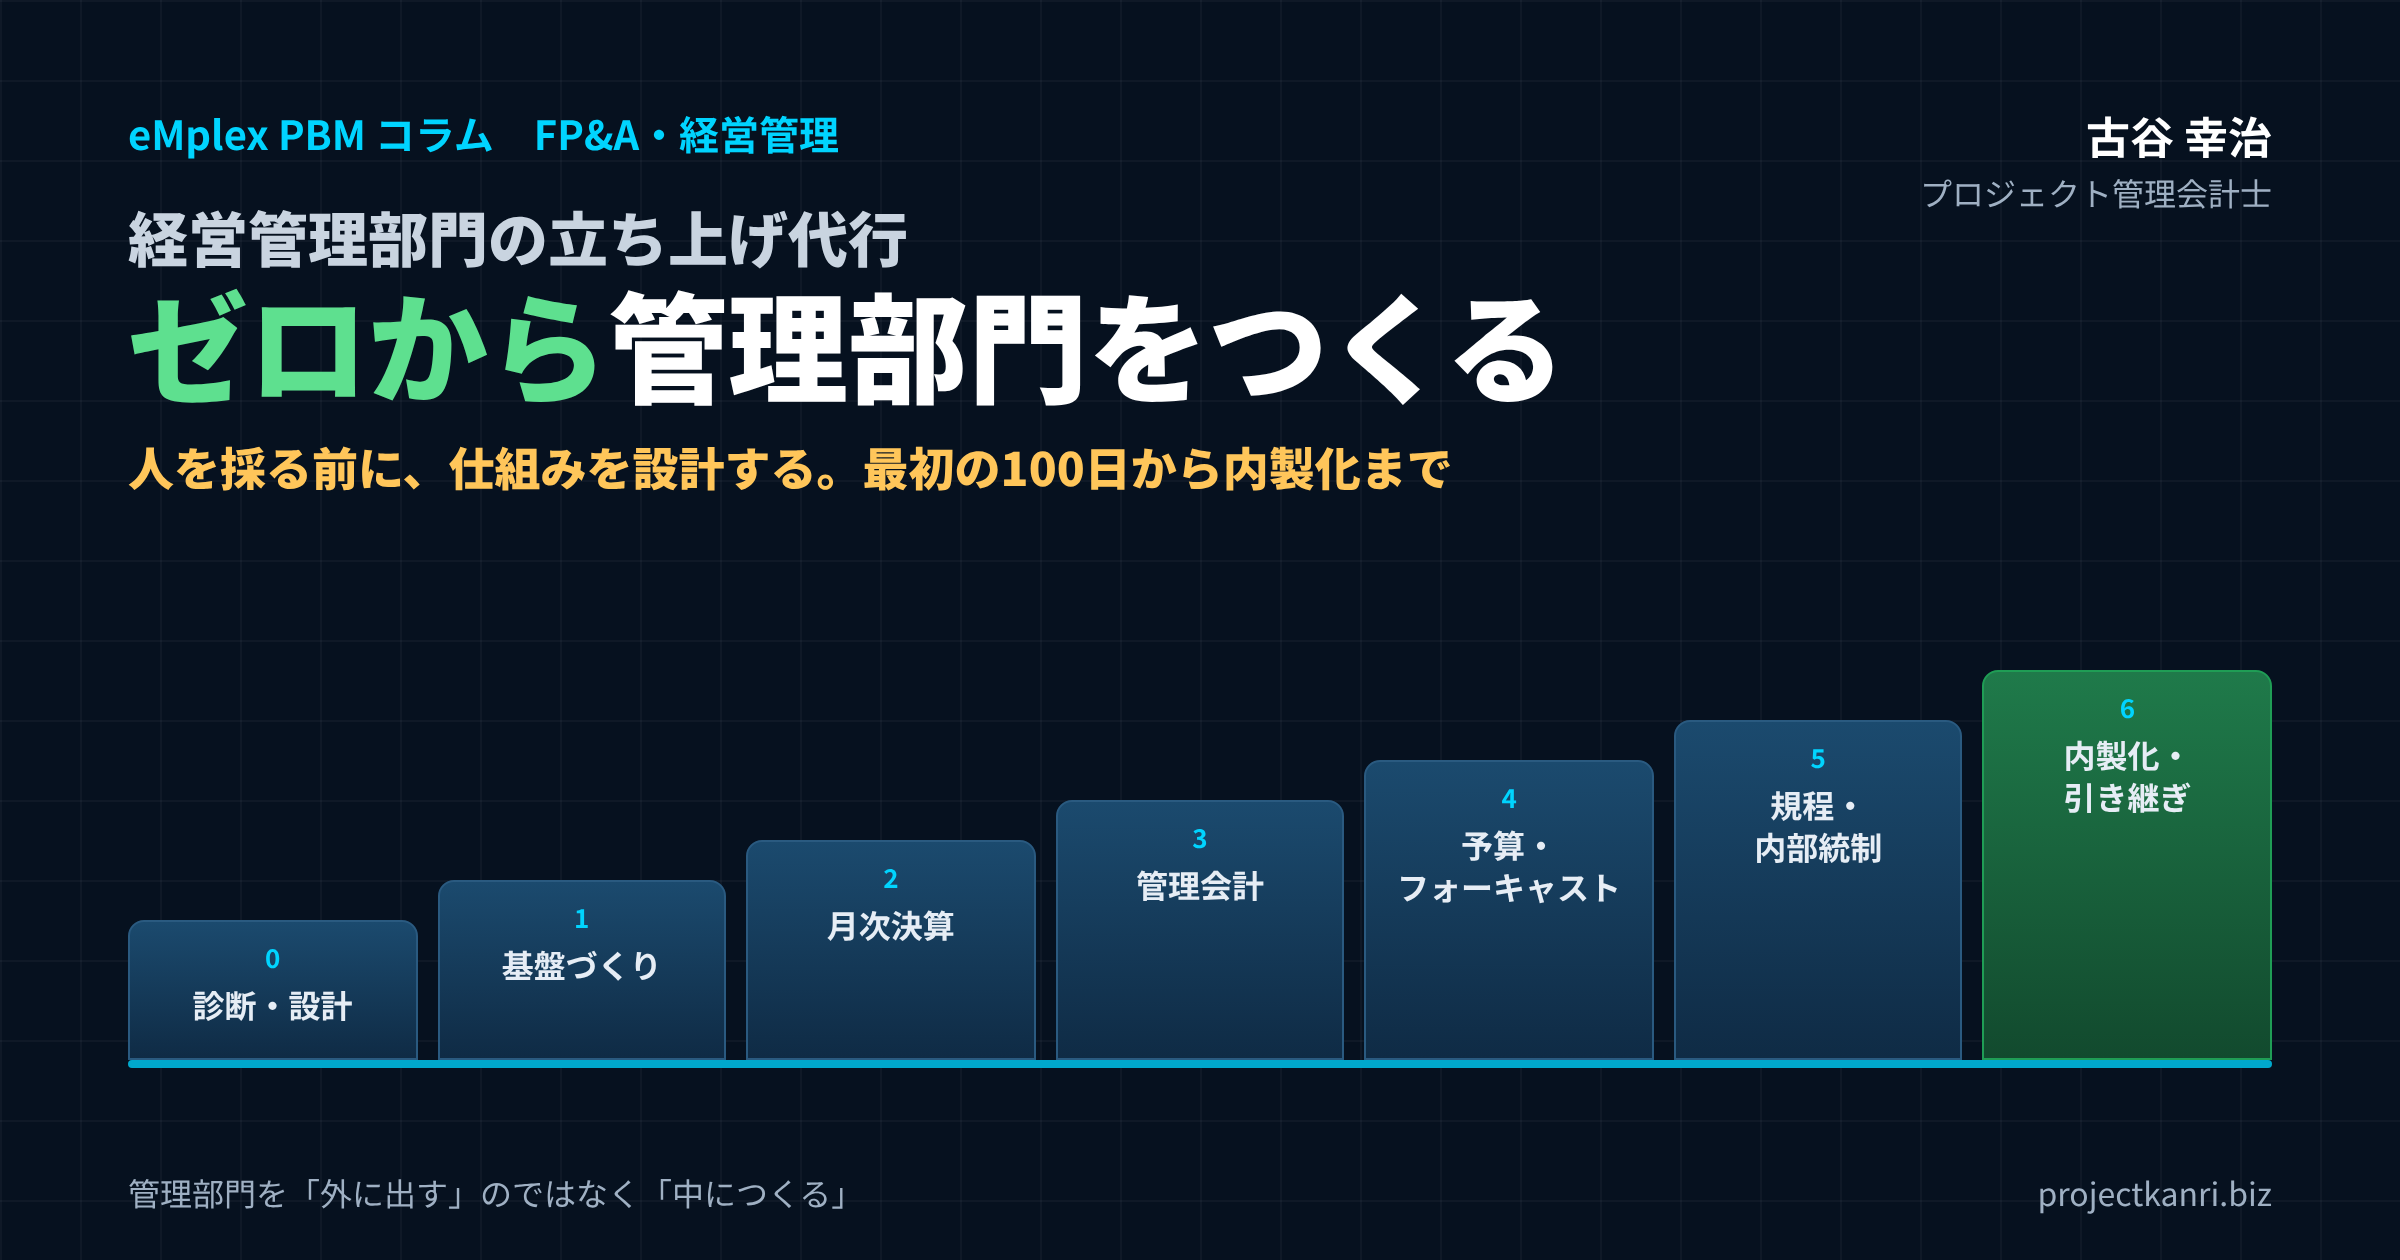 eMplex PBM コラム　FP&A・経営管理
古谷 幸治
プロジェクト管理会計士
経営管理部門の立ち上げ代行
ゼロから管理部門をつくる
人を採る前に、仕組みを設計する。最初の100日から内製化まで
0
診断・設計
1
基盤づくり
2
月次決算
3
管理会計
4
予算・
フォーキャスト
5
規程・
内部統制
6
内製化・
引き継ぎ
管理部門を「外に出す」のではなく「中につくる」
projectkanri.biz